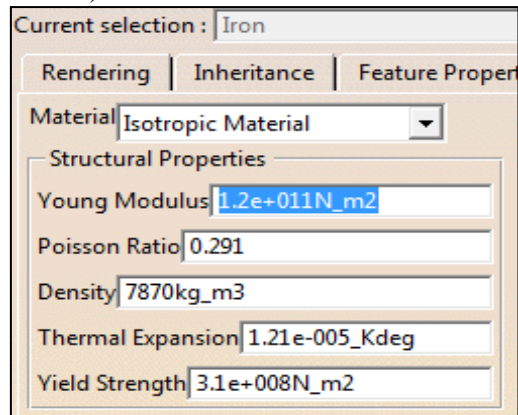 Current selection : Iron
Rendering Inheritance Feature Propert
Material Isotropic Material
Structural Properties
Young Modulus 1.2e+011N_m2
Poisson Ratio 0.291
Density 7870kg_m3
Thermal Expansion 1.21e-005_Kdeg
Yield Strength 3.1e+008N_m2